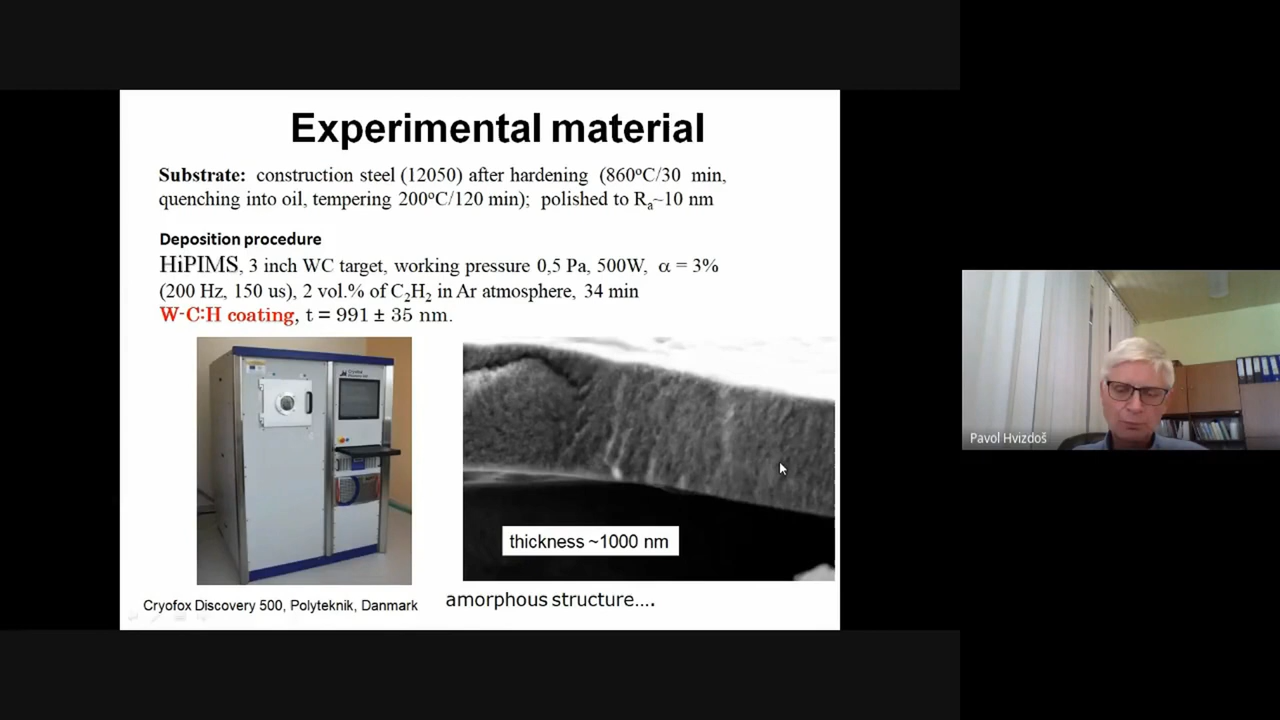 Experimental material
Substrate: construction steel (12050) after hardening (860°C/30 min,
quenching into oil, tempering 200°C/120 min); polished to Rₐ~10 nm
Deposition procedure
HiPIMS, 3 inch WC target, working pressure 0,5 Pa, 500W, α = 3%
(200 Hz, 150 us), 2 vol.% of C₂H₂ in Ar atmosphere, 34 min
W-C:H coating, t = 991 ± 35 nm.
thickness ~1000 nm
Cryofox Discovery 500, Polyteknik, Danmark
amorphous structure....
Pavol Hvizdoš